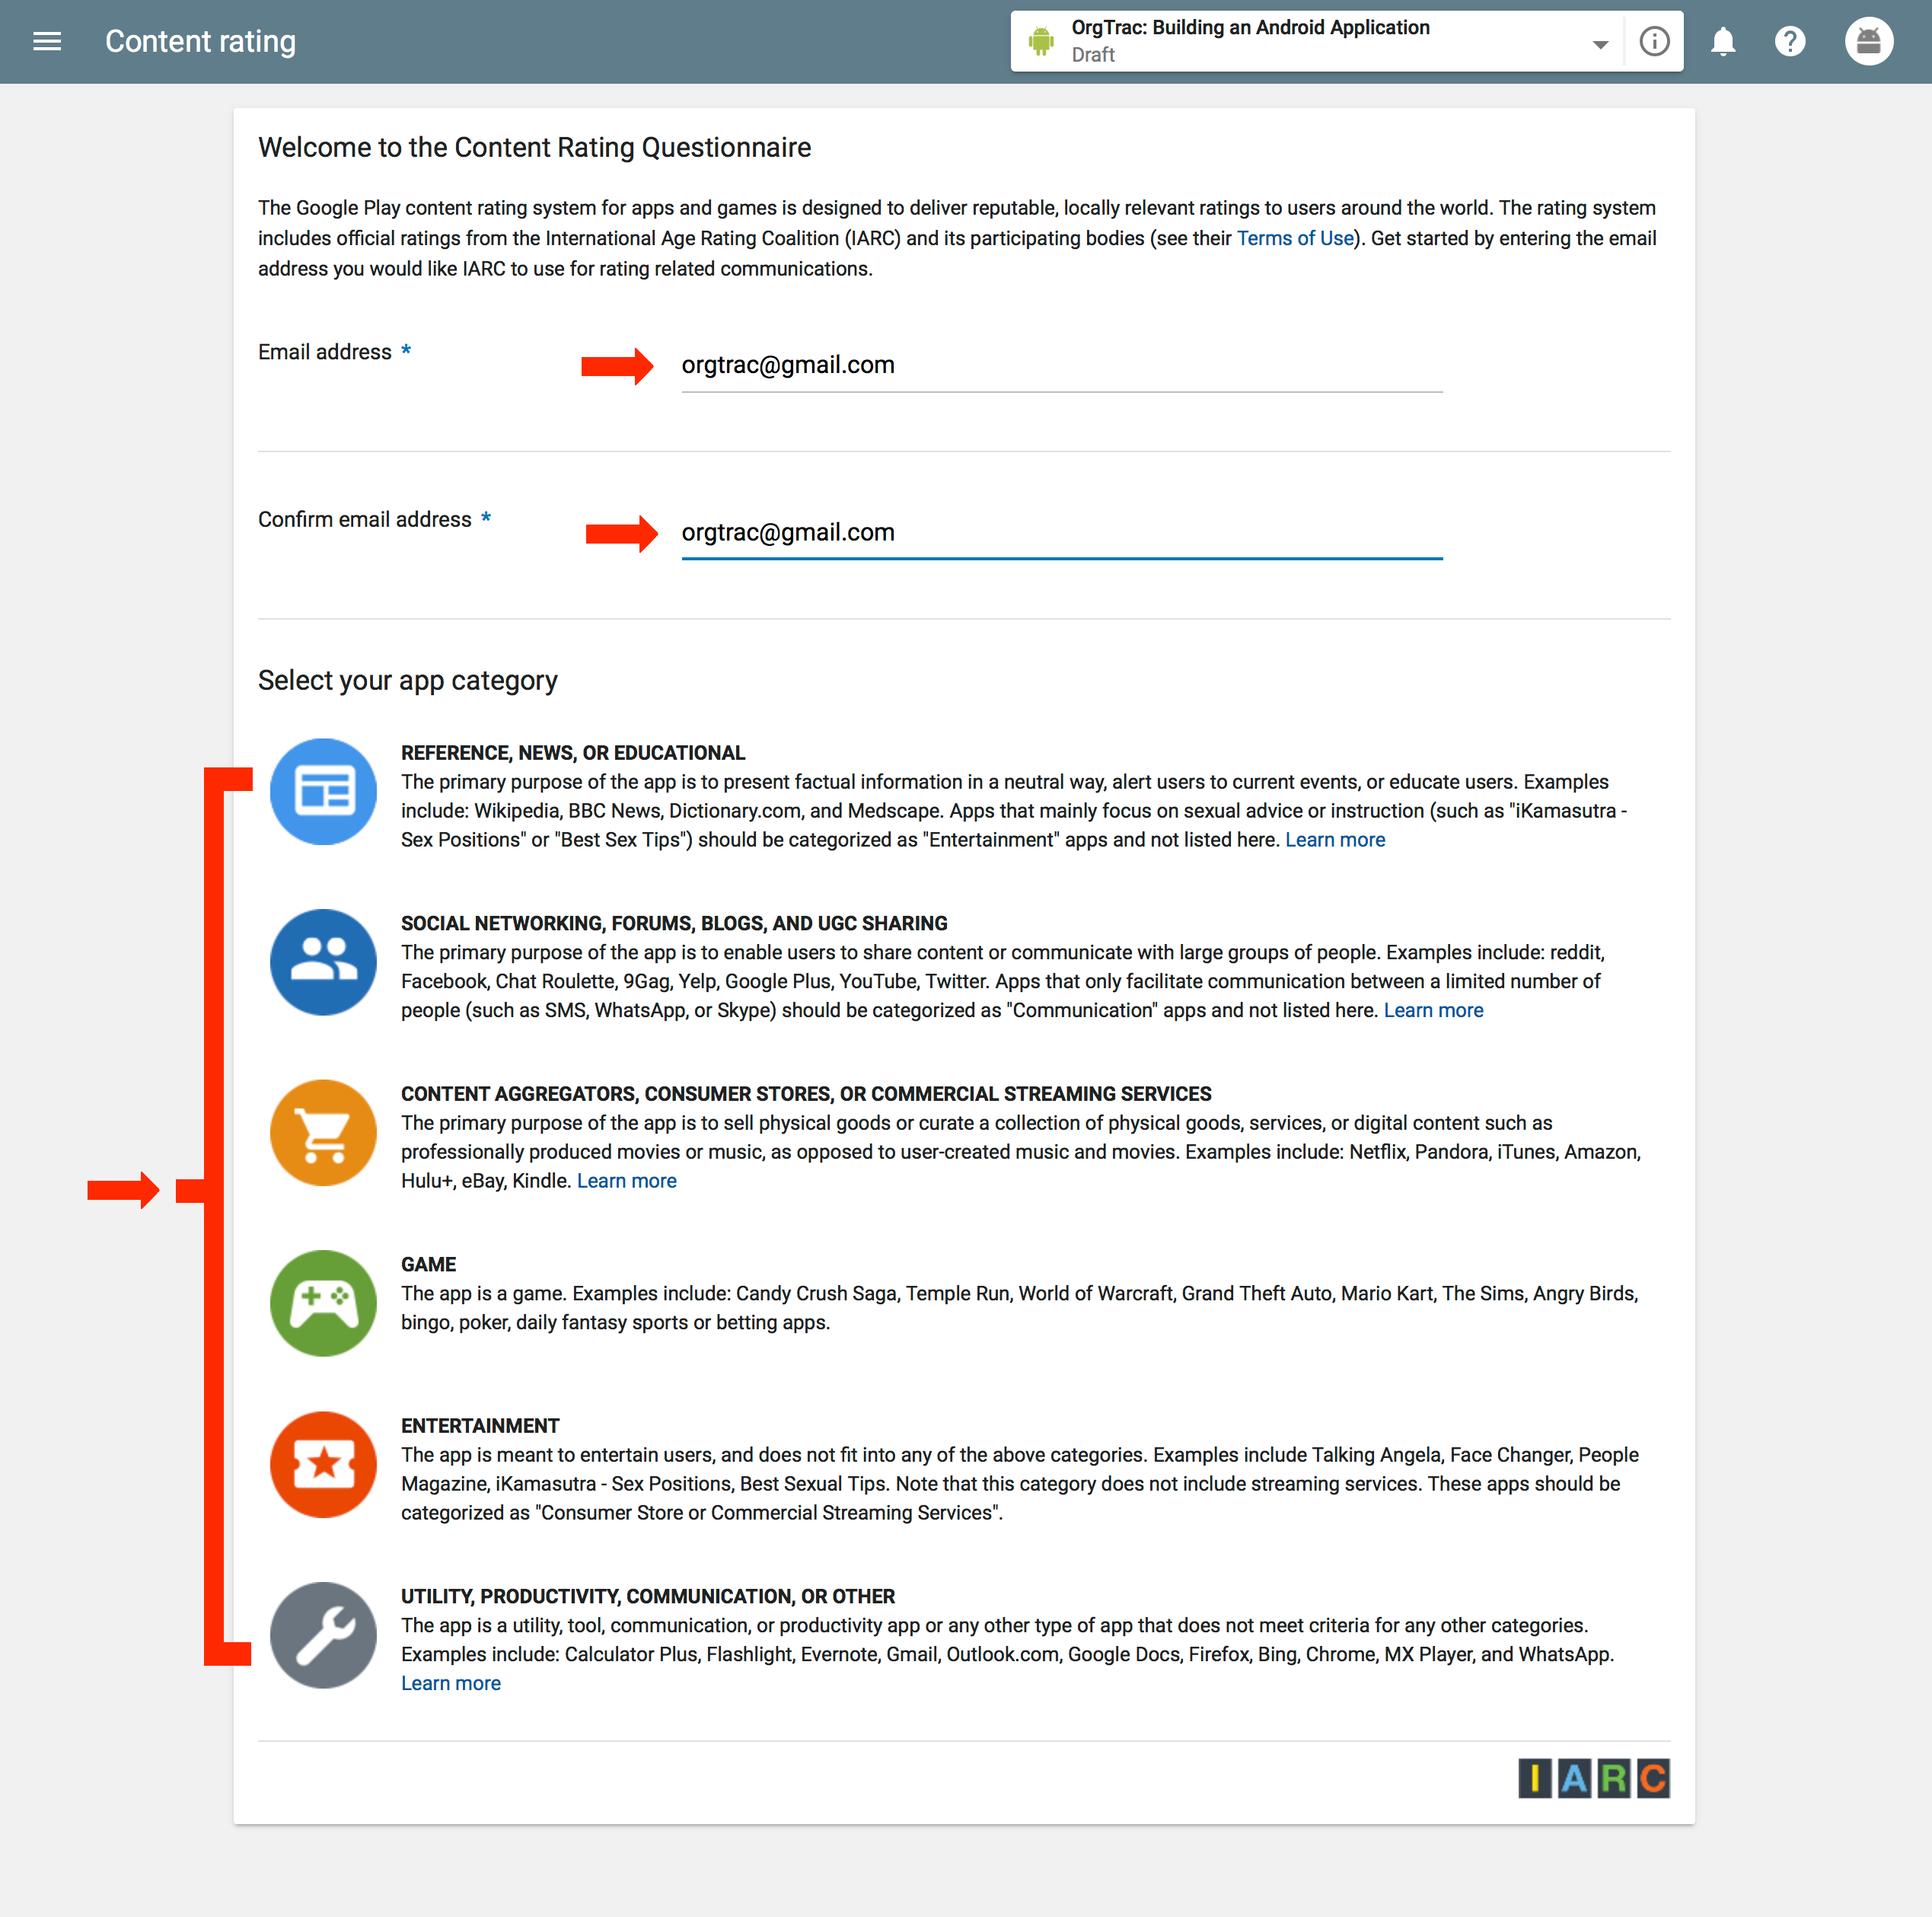 Content rating
OrgTrac: Building an Android Application
Draft
Welcome to the Content Rating Questionnaire
The Google Play content rating system for apps and games is designed to deliver reputable, locally relevant ratings to users around the world. The rating system
includes official ratings from the International Age Rating Coalition (IARC) and its participating bodies (see their Terms of Use). Get started by entering the email
address you would like IARC to use for rating related communications.
Email address *
orgtrac@gmail.com
Confirm email address *
orgtrac@gmail.com
Select your app category
REFERENCE, NEWS, OR EDUCATIONAL
The primary purpose of the app is to present factual information in a neutral way, alert users to current events, or educate users. Examples
include: Wikipedia, BBC News, Dictionary.com, and Medscape. Apps that mainly focus on sexual advice or instruction (such as "iKamasutra -
Sex Positions" or "Best Sex Tips") should be categorized as "Entertainment" apps and not listed here. Learn more
SOCIAL NETWORKING, FORUMS, BLOGS, AND UGC SHARING
The primary purpose of the app is to enable users to share content or communicate with large groups of people. Examples include: reddit,
Facebook, Chat Roulette, 9Gag, Yelp, Google Plus, YouTube, Twitter. Apps that only facilitate communication between a limited number of
people (such as SMS, WhatsApp, or Skype) should be categorized as "Communication" apps and not listed here. Learn more
CONTENT AGGREGATORS, CONSUMER STORES, OR COMMERCIAL STREAMING SERVICES
The primary purpose of the app is to sell physical goods or curate a collection of physical goods, services, or digital content such as
professionally produced movies or music, as opposed to user-created music and movies. Examples include: Netflix, Pandora, iTunes, Amazon,
Hulu+, eBay, Kindle. Learn more
GAME
The app is a game. Examples include: Candy Crush Saga, Temple Run, World of Warcraft, Grand Theft Auto, Mario Kart, The Sims, Angry Birds,
bingo, poker, daily fantasy sports or betting apps.
ENTERTAINMENT
The app is meant to entertain users, and does not fit into any of the above categories. Examples include Talking Angela, Face Changer, People
Magazine, iKamasutra - Sex Positions, Best Sexual Tips. Note that this category does not include streaming services. These apps should be
categorized as "Consumer Store or Commercial Streaming Services".
UTILITY, PRODUCTIVITY, COMMUNICATION, OR OTHER
The app is a utility, tool, communication, or productivity app or any other type of app that does not meet criteria for any other categories.
Examples include: Calculator Plus, Flashlight, Evernote, Gmail, Outlook.com, Google Docs, Firefox, Bing, Chrome, MX Player, and WhatsApp.
Learn more
IARC